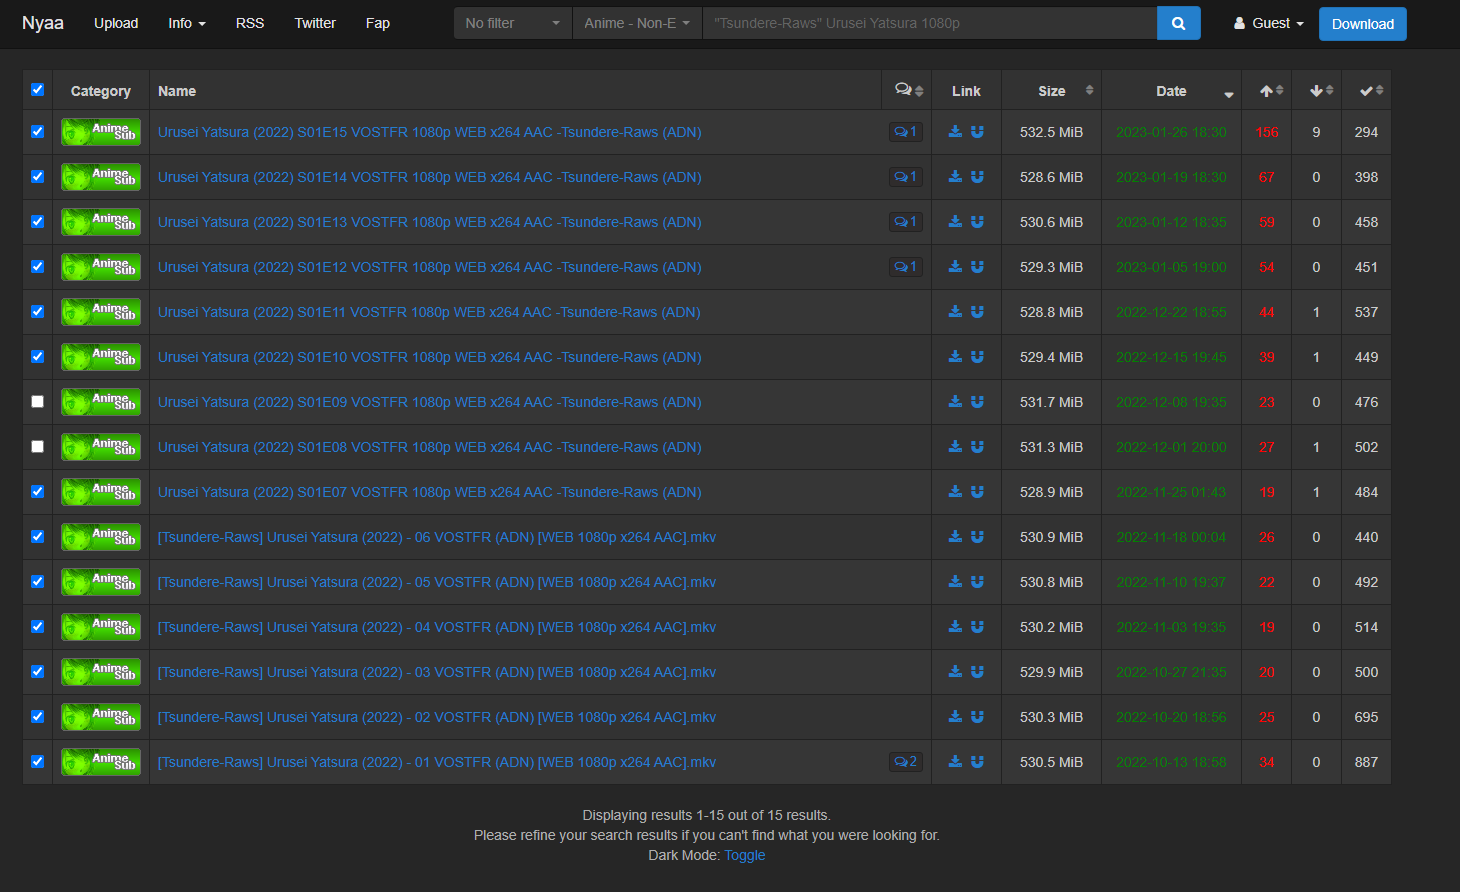 Nyaa Upload Info RSS Twitter Fap No filter Anime - Non-E "Tsundere-Raws" Urusei Yatsura 1080p Guest Download
Category Name Link Size Date
Anime Sub Urusei Yatsura (2022) S01E15 VOSTFR 1080p WEB x264 AAC -Tsundere-Raws (ADN) 1 532.5 MiB 2023-01-26 18:30 156 9 294
Anime Sub Urusei Yatsura (2022) S01E14 VOSTFR 1080p WEB x264 AAC -Tsundere-Raws (ADN) 1 528.6 MiB 2023-01-19 18:30 67 0 398
Anime Sub Urusei Yatsura (2022) S01E13 VOSTFR 1080p WEB x264 AAC -Tsundere-Raws (ADN) 1 530.6 MiB 2023-01-12 18:35 59 0 458
Anime Sub Urusei Yatsura (2022) S01E12 VOSTFR 1080p WEB x264 AAC -Tsundere-Raws (ADN) 1 529.3 MiB 2023-01-05 19:00 54 0 451
Anime Sub Urusei Yatsura (2022) S01E11 VOSTFR 1080p WEB x264 AAC -Tsundere-Raws (ADN) 528.8 MiB 2022-12-22 18:55 44 1 537
Anime Sub Urusei Yatsura (2022) S01E10 VOSTFR 1080p WEB x264 AAC -Tsundere-Raws (ADN) 529.4 MiB 2022-12-15 19:45 39 1 449
Anime Sub Urusei Yatsura (2022) S01E09 VOSTFR 1080p WEB x264 AAC -Tsundere-Raws (ADN) 531.7 MiB 2022-12-08 19:35 23 0 476
Anime Sub Urusei Yatsura (2022) S01E08 VOSTFR 1080p WEB x264 AAC -Tsundere-Raws (ADN) 531.3 MiB 2022-12-01 20:00 27 1 502
Anime Sub Urusei Yatsura (2022) S01E07 VOSTFR 1080p WEB x264 AAC -Tsundere-Raws (ADN) 528.9 MiB 2022-11-25 01:43 19 1 484
Anime Sub [Tsundere-Raws] Urusei Yatsura (2022) - 06 VOSTFR (ADN) [WEB 1080p x264 AAC].mkv 530.9 MiB 2022-11-18 00:04 26 0 440
Anime Sub [Tsundere-Raws] Urusei Yatsura (2022) - 05 VOSTFR (ADN) [WEB 1080p x264 AAC].mkv 530.8 MiB 2022-11-10 19:37 22 0 492
Anime Sub [Tsundere-Raws] Urusei Yatsura (2022) - 04 VOSTFR (ADN) [WEB 1080p x264 AAC].mkv 530.2 MiB 2022-11-03 19:35 19 0 514
Anime Sub [Tsundere-Raws] Urusei Yatsura (2022) - 03 VOSTFR (ADN) [WEB 1080p x264 AAC].mkv 529.9 MiB 2022-10-27 21:35 20 0 500
Anime Sub [Tsundere-Raws] Urusei Yatsura (2022) - 02 VOSTFR (ADN) [WEB 1080p x264 AAC].mkv 530.3 MiB 2022-10-20 18:56 25 0 695
Anime Sub [Tsundere-Raws] Urusei Yatsura (2022) - 01 VOSTFR (ADN) [WEB 1080p x264 AAC].mkv 2 530.5 MiB 2022-10-13 18:58 34 0 887
Displaying results 1-15 out of 15 results.
Please refine your search results if you can't find what you were looking for.
Dark Mode: Toggle